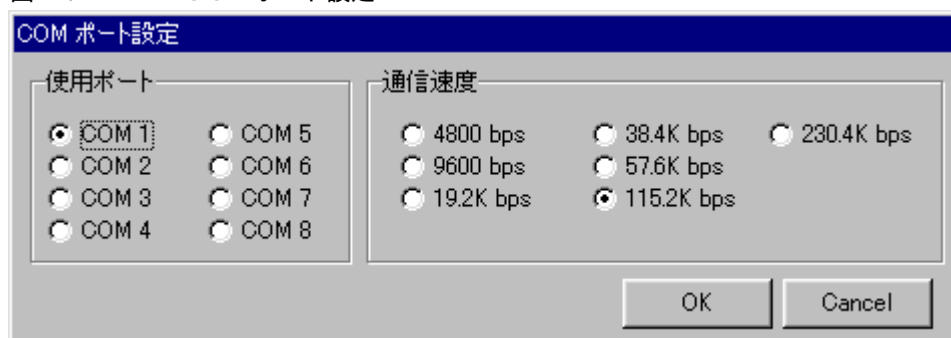 COM ポート設定
使用ポート
COM 1
COM 2
COM 3
COM 4
COM 5
COM 6
COM 7
COM 8
通信速度
4800 bps
9600 bps
19.2K bps
38.4K bps
57.6K bps
115.2K bps
230.4K bps
OK
Cancel